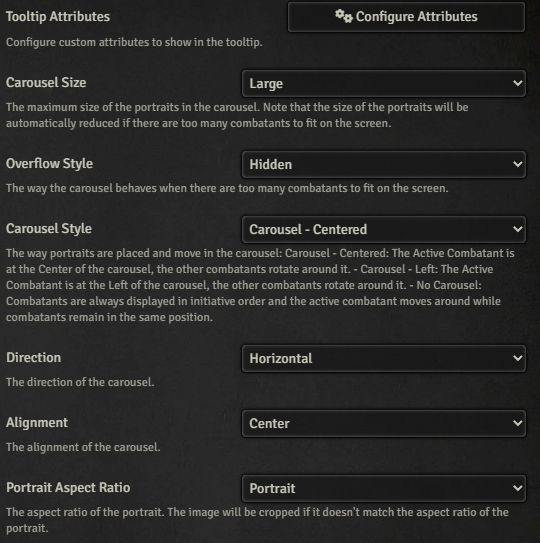 Tooltip Attributes
Configure Attributes
Configure custom attributes to show in the tooltip.
Carousel Size
Large
The maximum size of the portraits in the carousel. Note that the size of the portraits will be
automatically reduced if there are too many combatants to fit on the screen.
Overflow Style
Hidden
The way the carousel behaves when there are too many combatants to fit on the screen.
Carousel Style
Carousel - Centered
The way portraits are placed and move in the carousel: Carousel - Centered: The Active Combatant is
at the Center of the carousel, the other combatants rotate around it. - Carousel - Left: The Active
Combatant is at the Left of the carousel, the other combatants rotate around it. - No Carousel:
Combatants are always displayed in initiative order and the active combatant moves around while
combatants remain in the same position.
Direction
Horizontal
The direction of the carousel.
Alignment
Center
The alignment of the carousel.
Portrait Aspect Ratio
Portrait
The aspect ratio of the portrait. The image will be cropped if it doesn't match the aspect ratio of the
portrait.